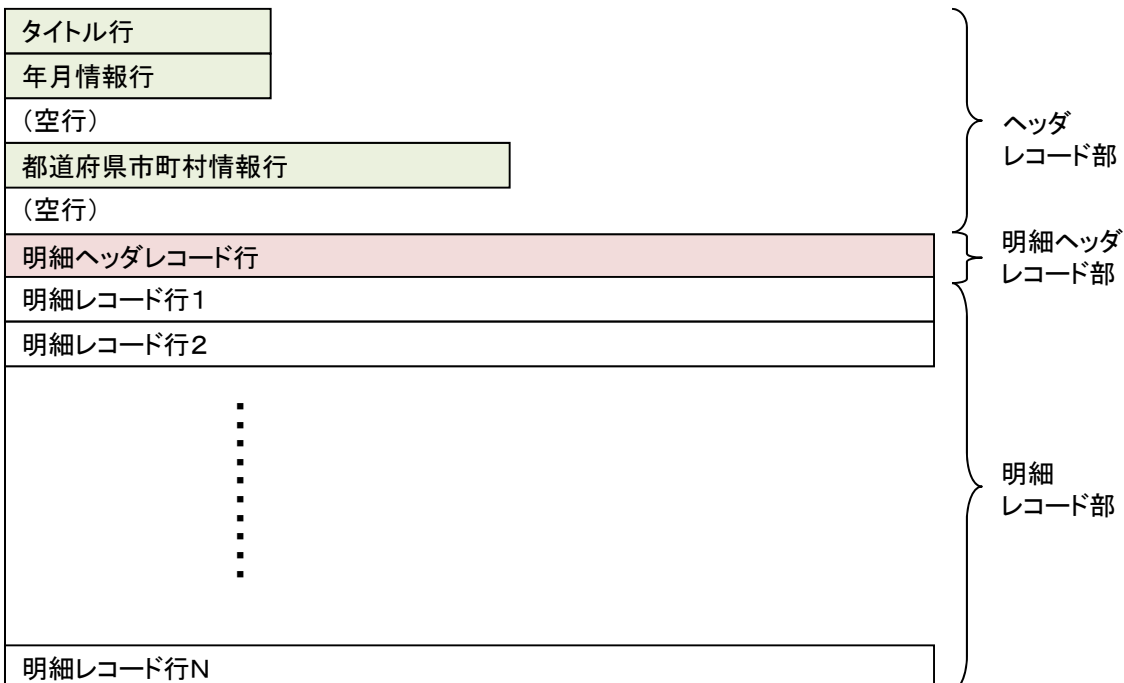 タイトル行
年月情報行
（空行）
都道府県市町村情報行
（空行）
明細ヘッダレコード行
明細レコード行１
明細レコード行２
明細レコード行Ｎ
ヘッダ
レコード部
明細ヘッダ
レコード部
明細
レコード部